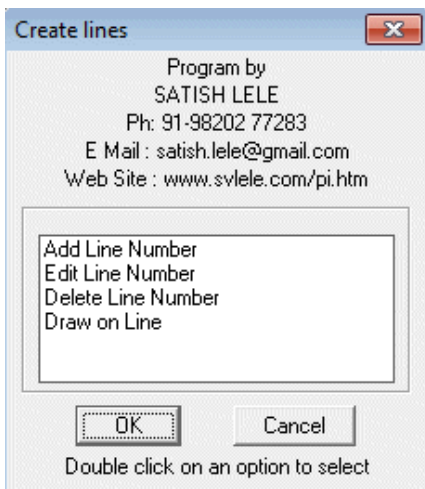 Create lines
Program by
SATISH LELE
Ph: 91-98202 77283
E Mail : satish.lele@gmail.com
Web Site : www.svlele.com/pi.htm
Add Line Number
Edit Line Number
Delete Line Number
Draw on Line
OK Cancel
Double click on an option to select